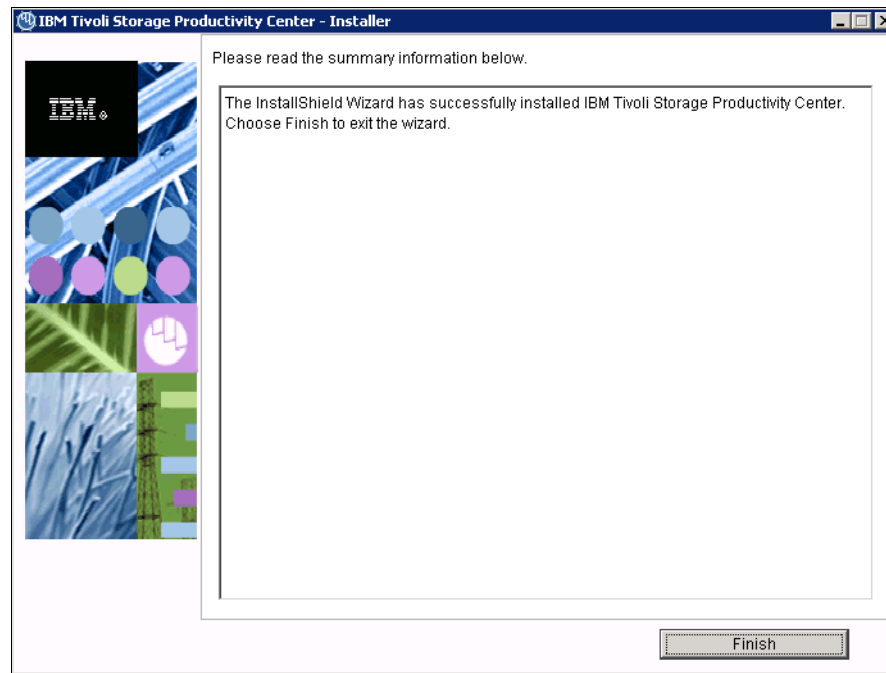 IBM Tivoli Storage Productivity Center - Installer
Please read the summary information below.
IBM®
The InstallShield Wizard has successfully installed IBM Tivoli Storage Productivity Center.
Choose Finish to exit the wizard.
Finish